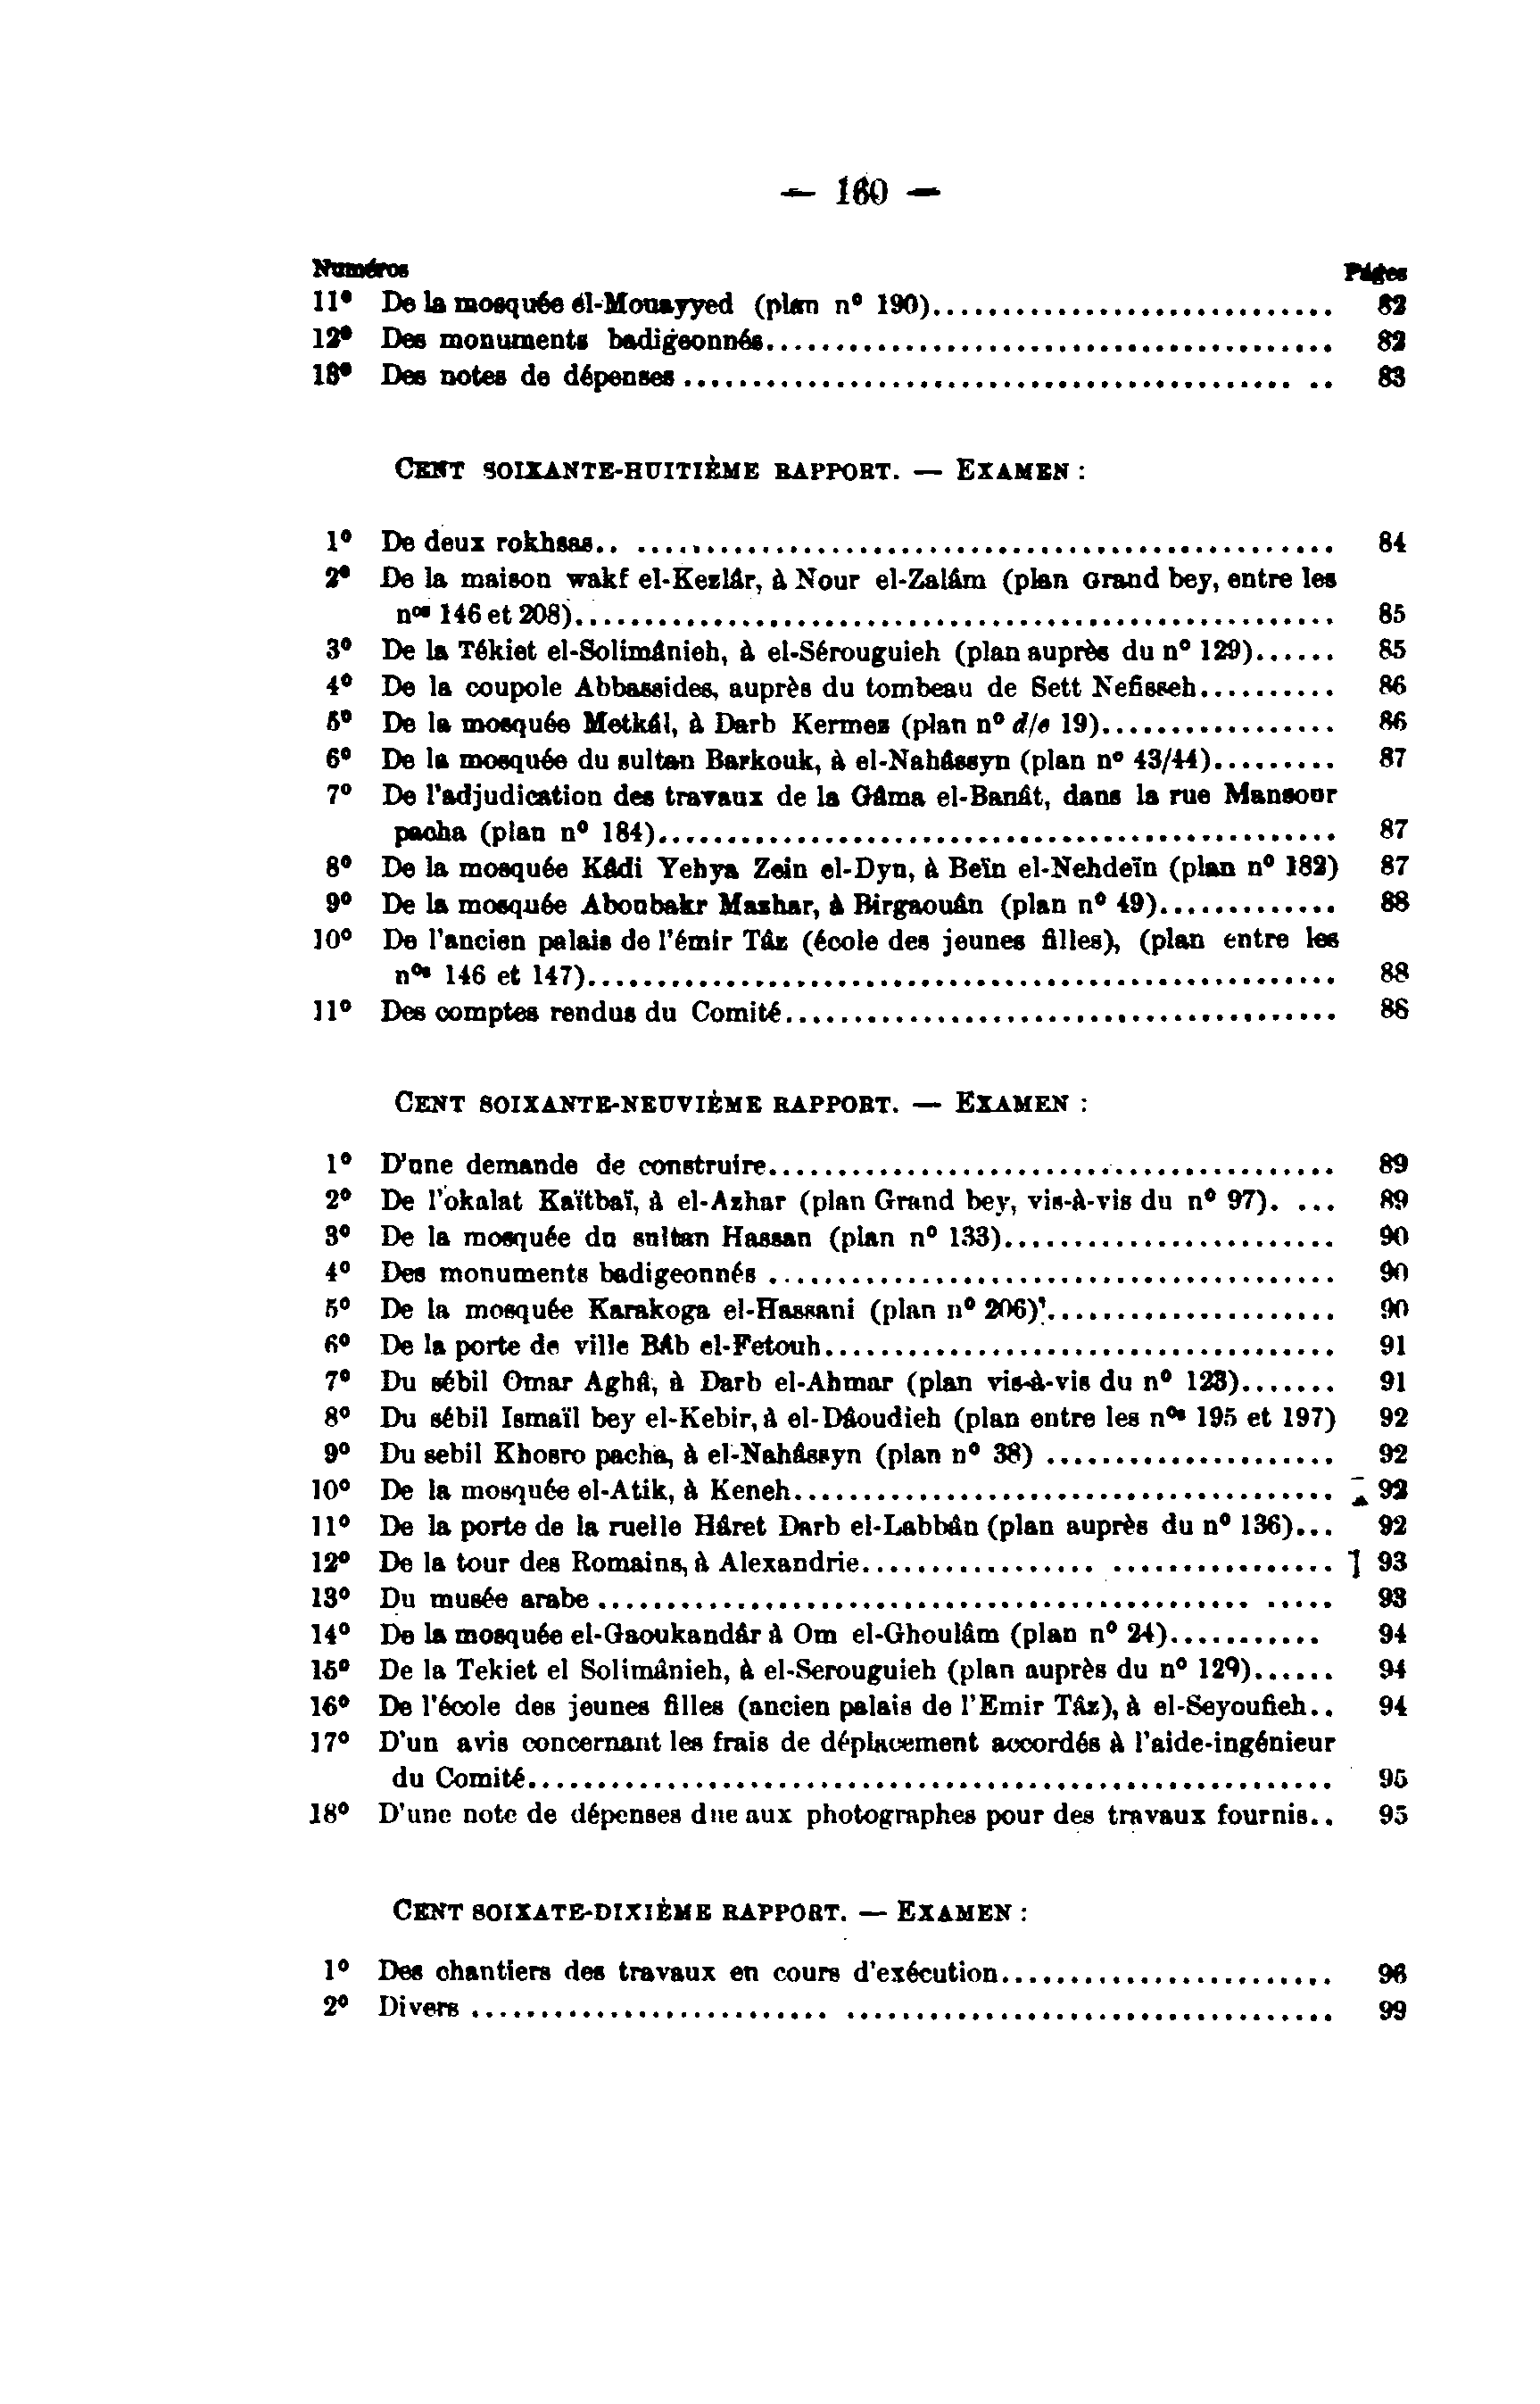 — 160 —
Numéros Pages
11° De la mosquée el-Mouayyed (plan n° 190)............................. 82
12° Des monuments badigeonnés......................................... 82
13° Des notes de dépenses ............................................ .. 83
CENT SOIXANTE-HUITIÈME RAPPORT. — EXAMEN :
1° De deux rokhsas.. .................................................. 84
2° De la maison wakf el-Kezlâr, à Nour el-Zalâm (plan Grand bey, entre les
nos 146 et 208)....................................................... 85
3° De la Tékiet el-Solimânieh, à el-Sérouguieh (plan auprès du n° 129)...... 85
4° De la coupole Abbassides, auprès du tombeau de Sett Nefisseh.......... 86
5° De la mosquée Metkâl, à Darb Kermez (plan n° d/e 19)................. 86
6° De la mosquée du sultan Barkouk, à el-Nahâssyn (plan n° 43/44)......... 87
7° De l'adjudication des travaux de la Gâma el-Banât, dans la rue Mansour
pacha (plan n° 184)................................................. 87
8° De la mosquée Kâdi Yehya Zein el-Dyn, à Beïn el-Nehdeïn (plan n° 182) 87
9° De la mosquée Aboubakr Mazhar, à Birgaouân (plan n° 49)............. 88
10° De l'ancien palais de l'émir Tâz (école des jeunes filles), (plan entre les
nos 146 et 147)...................................................... 88
11° Des comptes rendus du Comité........................................ 88
CENT SOIXANTE-NEUVIÈME RAPPORT. — EXAMEN :
1° D'une demande de construire......................................... 89
2° De l'okalat Kaïtbaï, à el-Azhar (plan Grand bey, vis-à-vis du n° 97). ... 89
3° De la mosquée du sultan Hassan (plan n° 133)........................ 90
4° Des monuments badigeonnés ......................................... 90
5° De la mosquée Karakoga el-Hassani (plan n° 206)'..................... 90
6° De la porte de ville Bâb el-Fetouh..................................... 91
7° Du sébil Omar Aghâ, à Darb el-Ahmar (plan vis-à-vis du n° 123)....... 91
8° Du sébil Ismaïl bey el-Kebir, à el-Dâoudieh (plan entre les nos 195 et 197) 92
9° Du sebil Khosro pacha, à el-Nahâssyn (plan n° 38) ..................... 92
10° De la mosquée el-Atik, à Keneh....................................... 92
11° De la porte de la ruelle Hâret Darb el-Labbân (plan auprès du n° 136)... 92
12° De la tour des Romains, à Alexandrie................. ................ 93
13° Du musée arabe ............................................... ..... 93
14° De la mosquée el-Gaoukandâr à Om el-Ghoulâm (plan n° 24)........... 94
15° De la Tekiet el Solimânieh, à el-Serouguieh (plan auprès du n° 129)...... 94
16° De l'école des jeunes filles (ancien palais de l'Emir Tâz), à el-Seyoufieh.. 94
17° D'un avis concernant les frais de déplacement accordés à l'aide-ingénieur
du Comité.......................................................... 95
18° D'une note de dépenses due aux photographes pour des travaux fournis.. 95
CENT SOIXATE-DIXIÈME RAPPORT. — EXAMEN :
1° Des chantiers des travaux en cours d'exécution........................ 96
2° Divers .......................... ................................... 99